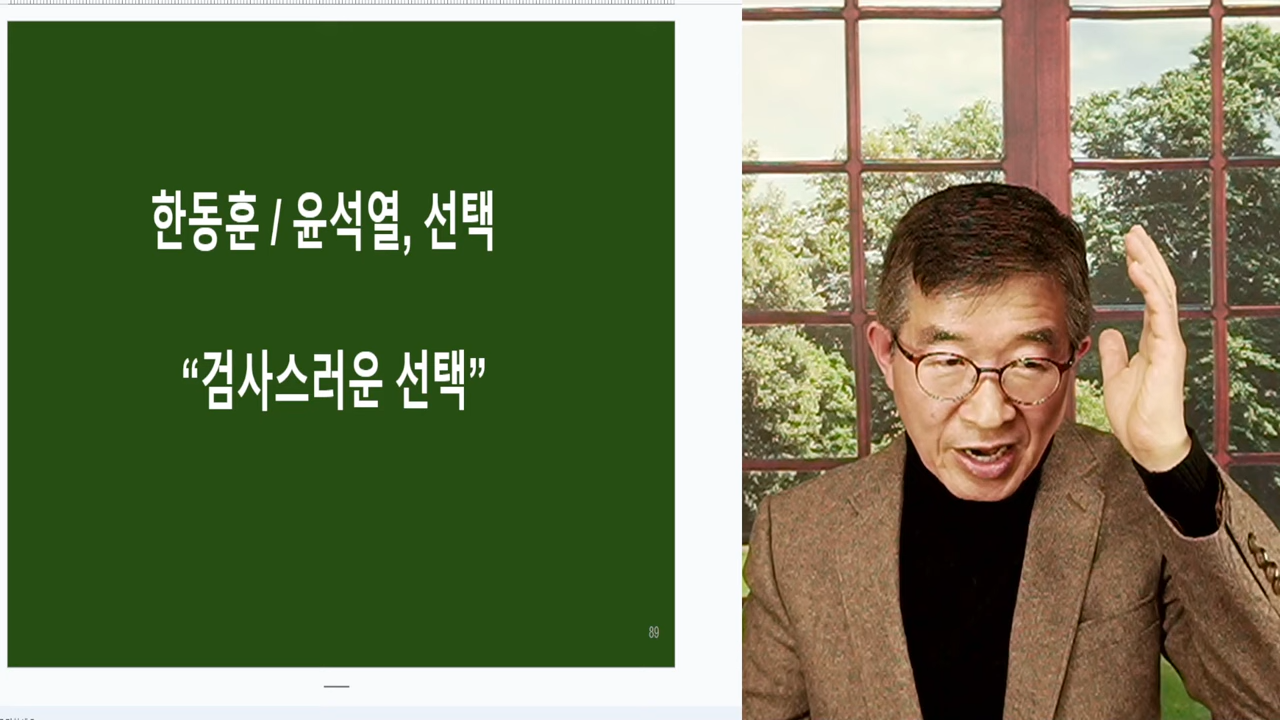 한동훈 / 윤석열, 선택
“검사스러운 선택”
89